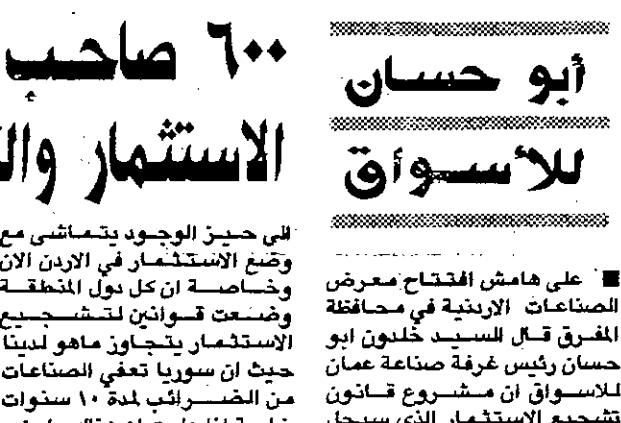 أبو حسان
للأسواق
٦٠٠ صاحب
الاستثمار
■ على هامش افتتاح معرض
الصناعات الاردنية في محافظة
المفرق قال السيد خلدون ابو
حسان رئيس غرفة صناعة عمان
للاسواق ان مشروع قانون
تشجيع الاستثمار الذي سيحل
الى حيز الوجود يتماشى مع
وضع الاستثمار في الاردن الان
وخاصة ان كل دول المنطقة
وضعت قوانين لتشجيع
الاستثمار يتجاوز ماهو لدينا
حيث ان سوريا تعفي الصناعات
من الضرائب لمدة ١٠ سنوات